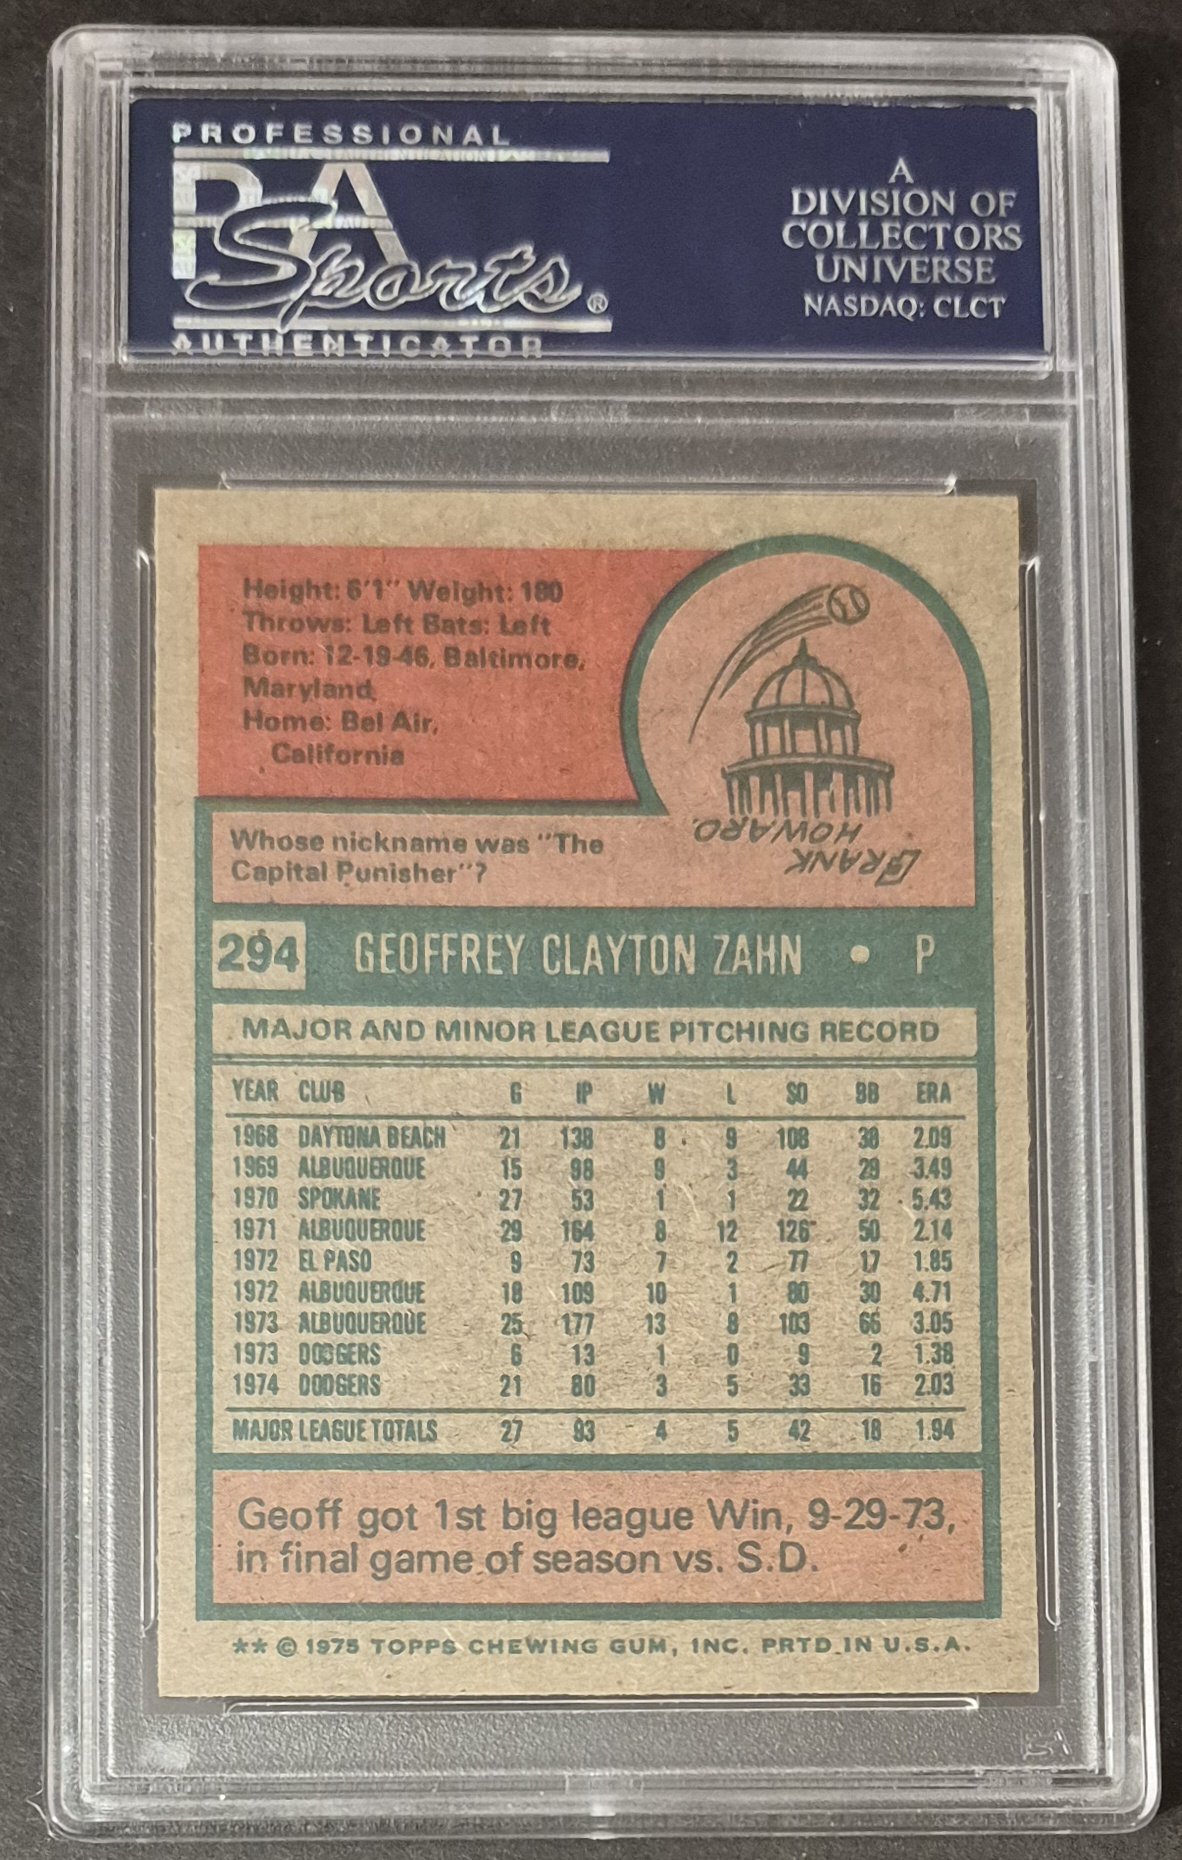 PROFESSIONAL
PSA
Sports®
AUTHENTICATOR
A
DIVISION OF
COLLECTORS
UNIVERSE
NASDAQ: CLCT
Height: 6'1" Weight: 180
Throws: Left Bats: Left
Born: 12-19-46, Baltimore,
Maryland
Home: Bel Air,
California
FRANK
HOWARD.
Whose nickname was "The
Capital Punisher"?
294 GEOFFREY CLAYTON ZAHN • P
MAJOR AND MINOR LEAGUE PITCHING RECORD
YEAR CLUB G IP W L SO BB ERA
1968 DAYTONA BEACH 21 138 8 9 108 38 2.09
1969 ALBUQUERQUE 15 98 9 3 44 29 3.49
1970 SPOKANE 27 53 1 1 22 32 5.43
1971 ALBUQUERQUE 29 164 8 12 126 50 2.14
1972 EL PASO 9 73 7 2 77 17 1.85
1972 ALBUQUERQUE 18 109 10 1 80 30 4.71
1973 ALBUQUERQUE 25 177 13 8 103 66 3.05
1973 DODGERS 6 13 1 0 9 2 1.38
1974 DODGERS 21 80 3 5 33 16 2.03
MAJOR LEAGUE TOTALS 27 93 4 5 42 18 1.94
Geoff got 1st big league Win, 9-29-73,
in final game of season vs. S.D.
** © 1975 TOPPS CHEWING GUM, INC. PRTD. IN U.S.A.